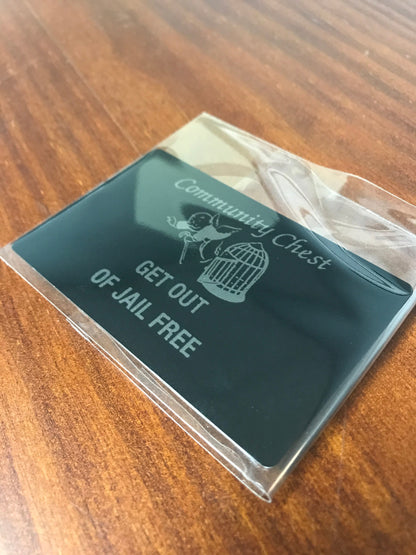 Community Chest
GET OUT
OF JAIL FREE